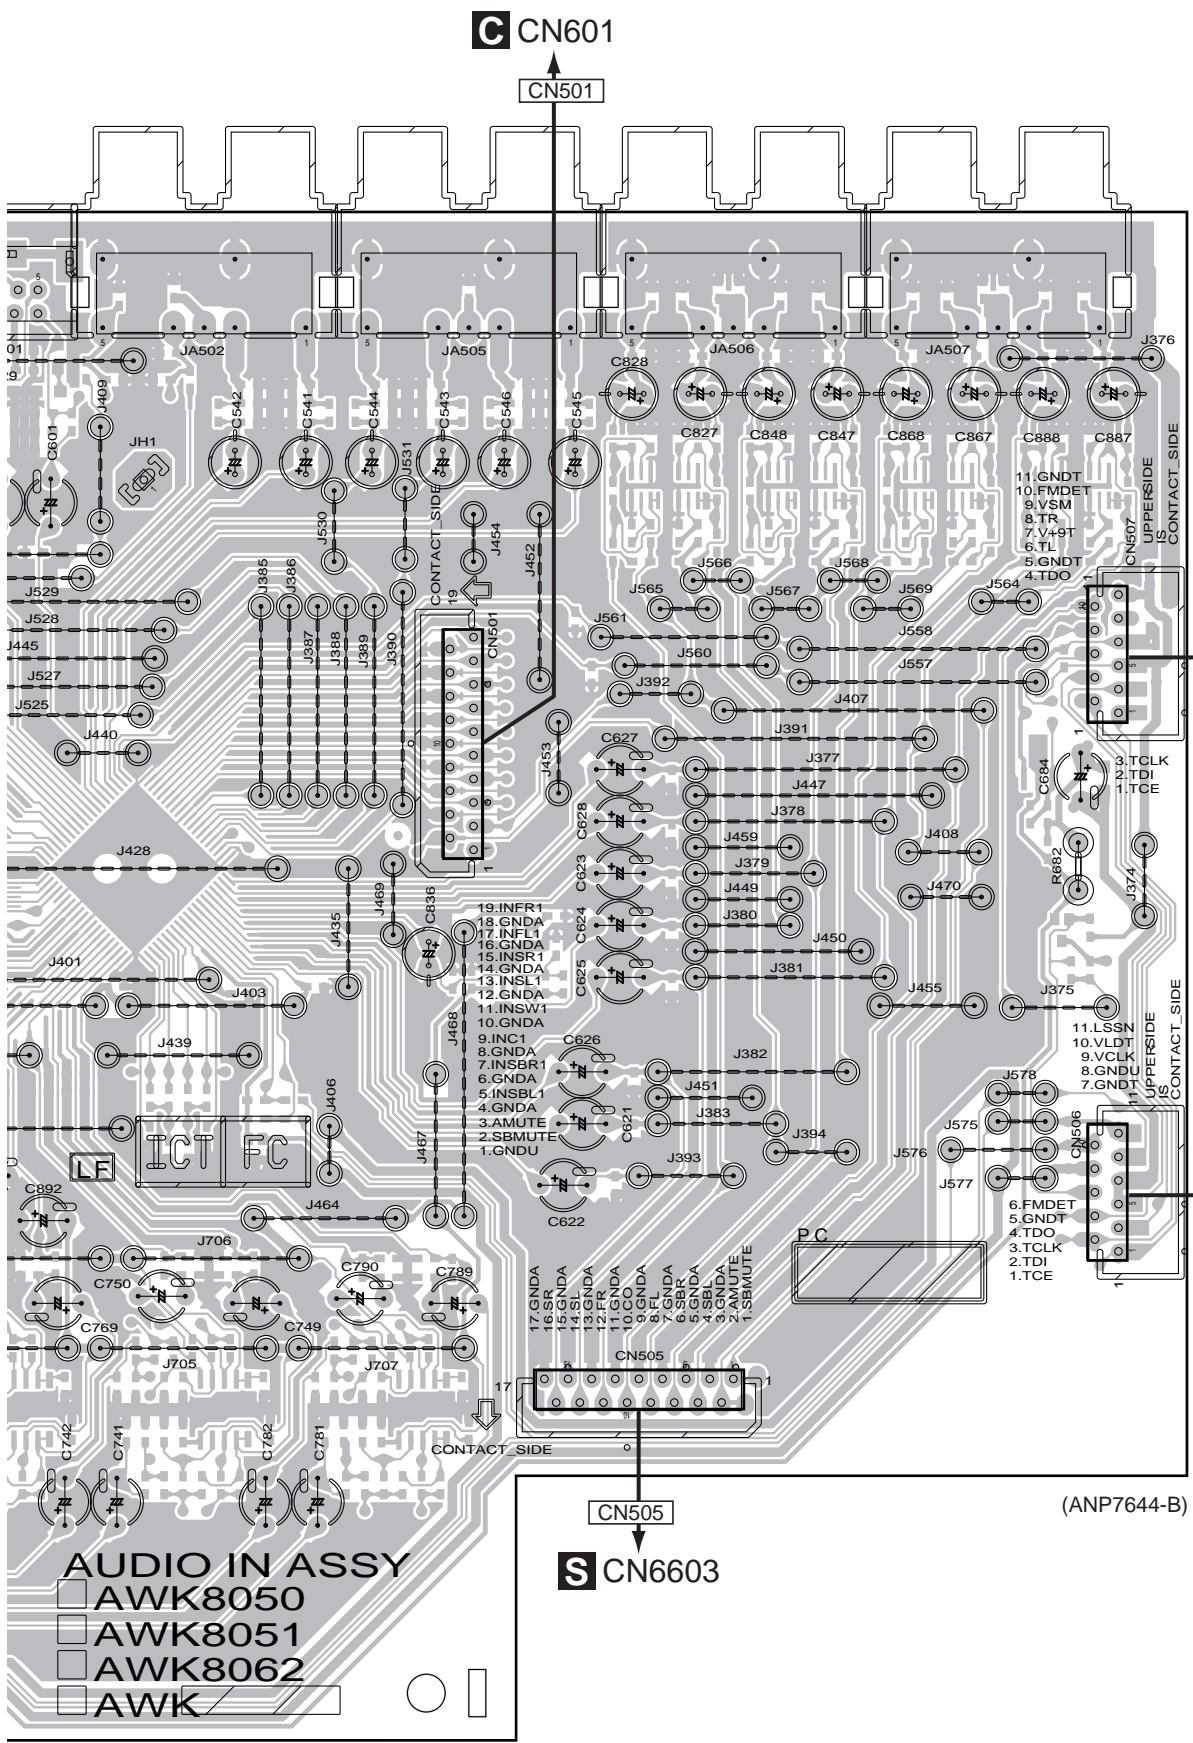 C CN601
CN501
JA502
JA505
JA506
JA507
J376
C828
C827
C848
C847
C868
C867
C888
C887
J409
C601
JH1
C542
C541
C544
C543
C546
C545
J530
J531
CONTACT_SIDE
J454
J452
11.GNDT
10.FMDET
9.VSM
8.TR
7.V+9T
6.TL
5.GNDT
4.TDO
CN507
UPPERSIDE
IS
CONTACT_SIDE
J529
J528
J445
J527
J525
J440
J385
J386
J387
J388
J389
J390
19
CN501
1
J566
J568
J565
J567
J569
J564
J561
J558
J560
J557
J392
J407
J391
J453
C627
J377
J447
C628
J378
J459
C623
J379
J449
C624
J380
J450
C625
J381
J408
J470
C684
3.TCLK
2.TDI
1.TCE
R682
J374
J428
J435
J469
C836
J401
J403
J439
J406
J468
J467
19.INFR1
18.GNDA
17.INFL1
16.GNDA
15.INSR1
14.GNDA
13.INSL1
12.GNDA
11.INSW1
10.GNDA
9.INC1
8.GNDA
7.INSBR1
6.GNDA
5.INSBL1
4.GNDA
3.AMUTE
2.SBMUTE
1.GNDU
C626
C621
C622
J382
J451
J383
J394
J393
J455
J375
11.LSSN
10.VLDT
9.VCLK
8.GNDU
7.GNDT
UPPERSIDE
IS
CONTACT_SIDE
J578
J575
J576
J577
CN506
6.FMDET
5.GNDT
4.TDO
3.TCLK
2.TDI
1.TCE
ICT FC
LF
C892
J464
J706
C750
C790
C789
C769
C749
J705
J707
PC
17.GNDA
16.SR
15.GNDA
14.SL
13.GNDA
12.FR
11.GNDA
10.CO
9.GNDA
8.FL
7.GNDA
6.SBR
5.GNDA
4.SBL
3.GNDA
2.AMUTE
1.SBMUTE
CN505
17
1
CONTACT_SIDE
C742
C741
C782
C781
CN505
S CN6603
(ANP7644-B)
AUDIO IN ASSY
AWK8050
AWK8051
AWK8062
AWK